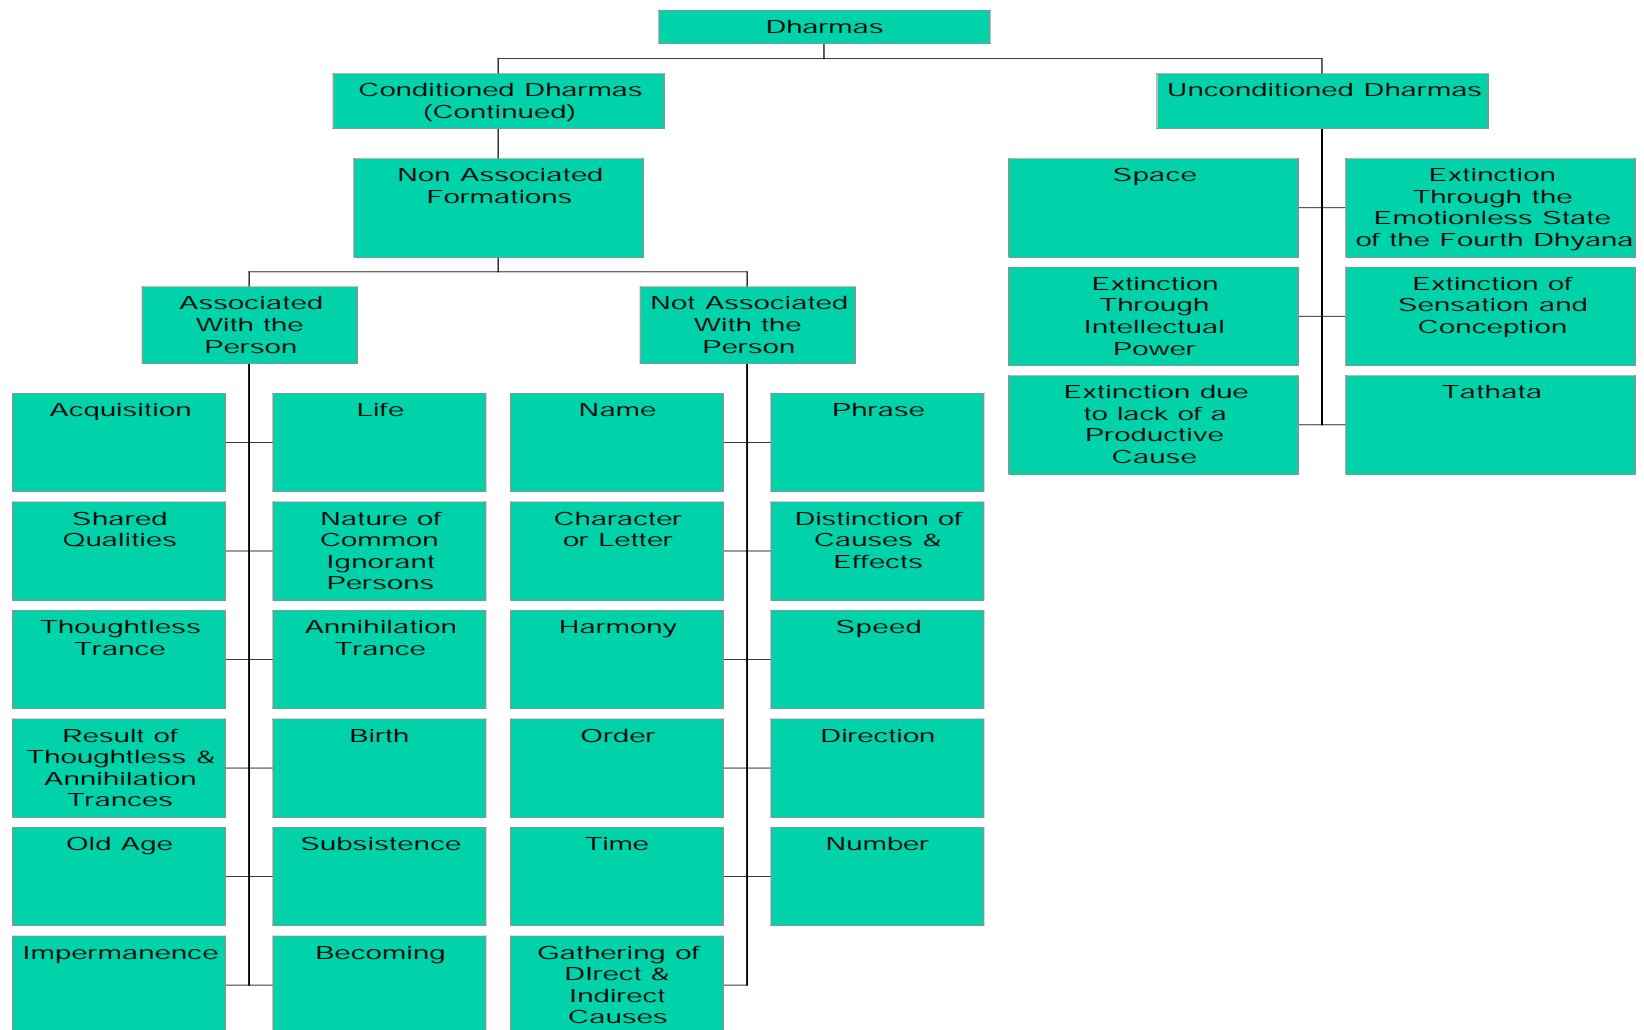 Dharmas
Conditioned Dharmas
(Continued)
Unconditioned Dharmas
Non Associated
Formations
Space
Extinction
Through the
Emotionless State
of the Fourth Dhyana
Extinction
Through
Intellectual
Power
Extinction of
Sensation and
Conception
Extinction due
to lack of a
Productive
Cause
Tathata
Associated
With the
Person
Not Associated
With the
Person
Acquisition
Life
Name
Phrase
Shared
Qualities
Nature of
Common
Ignorant
Persons
Character
or Letter
Distinction of
Causes &
Effects
Thoughtless
Trance
Annihilation
Trance
Harmony
Speed
Result of
Thoughtless &
Annihilation
Trances
Birth
Order
Direction
Old Age
Subsistence
Time
Number
Impermanence
Becoming
Gathering of
DIrect &
Indirect
Causes